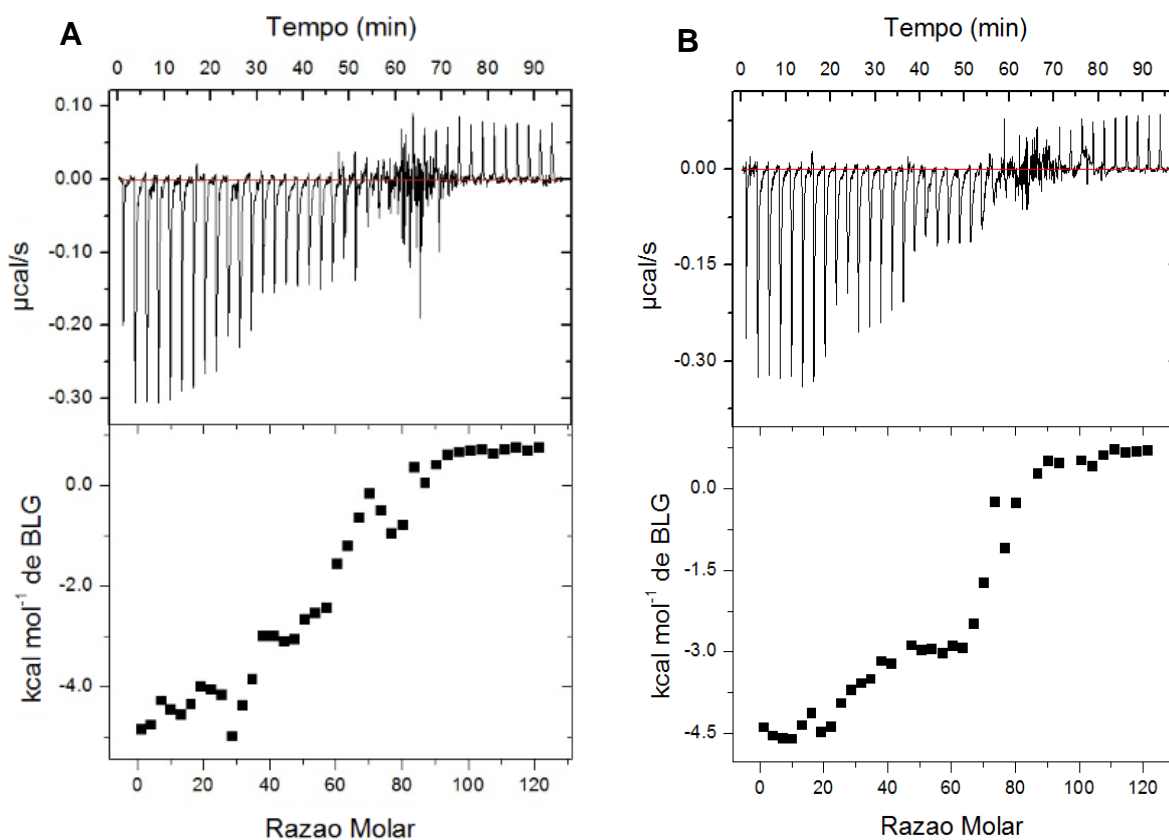 A
Tempo (min)
0 10 20 30 40 50 60 70 80 90
0.10
0.00
-0.10
-0.20
-0.30
µcal/s
0.0
-2.0
-4.0
kcal mol⁻¹ de BLG
0 20 40 60 80 100 120
Razao Molar
B
Tempo (min)
0 10 20 30 40 50 60 70 80 90
0.00
-0.15
-0.30
µcal/s
0.0
-1.5
-3.0
-4.5
kcal mol⁻¹ de BLG
0 20 40 60 80 100 120
Razao Molar